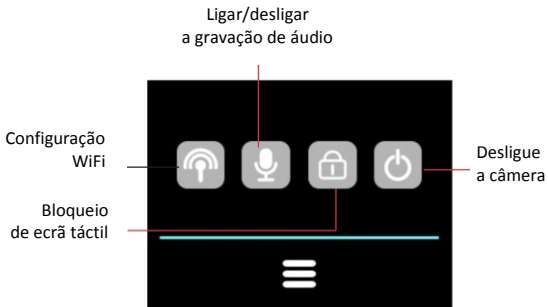 Ligar/desligar
a gravação de áudio
Configuração
WiFi
Desligue
a câmera
Bloqueio
de ecrã táctil